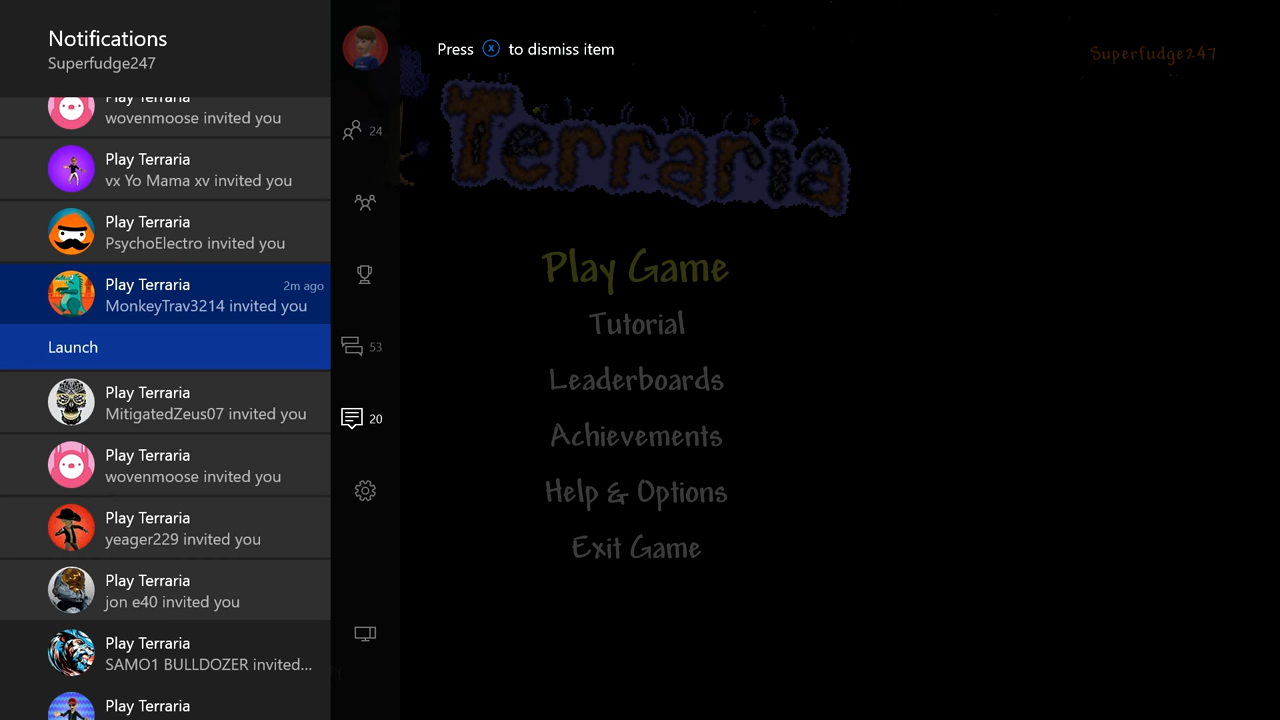 Notifications
Superfudge247
Play Terraria
wovenmoose invited you
Play Terraria
vx Yo Mama xv invited you
Play Terraria
PsychoElectro invited you
Play Terraria
2m ago
MonkeyTrav3214 invited you
Launch
Play Terraria
MitigatedZeus07 invited you
Play Terraria
wovenmoose invited you
Play Terraria
yeager229 invited you
Play Terraria
jon e40 invited you
Play Terraria
SAMO1 BULLDOZER invited...
Play Terraria
24
53
20
Press X to dismiss item
Superfudge247
Terraria
Play Game
Tutorial
Leaderboards
Achievements
Help & Options
Exit Game